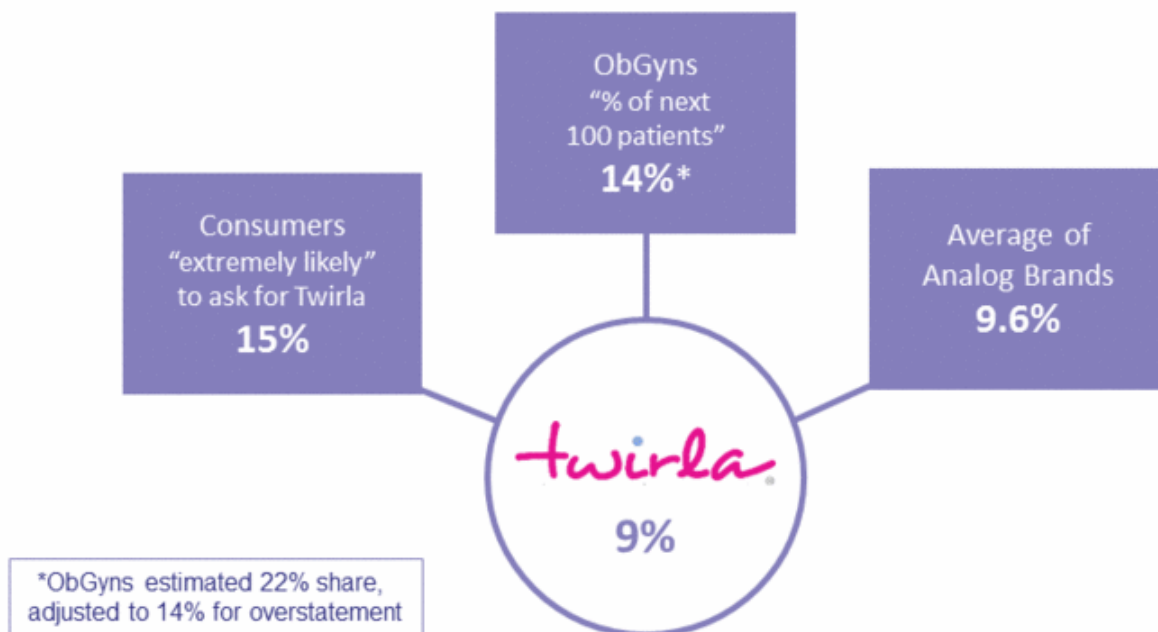 ObGyns
“% of next
100 patients”
14%*
Consumers
“extremely likely”
to ask for Twirla
15%
Average of
Analog Brands
9.6%
twirla
9%
*ObGyns estimated 22% share,
adjusted to 14% for overstatement